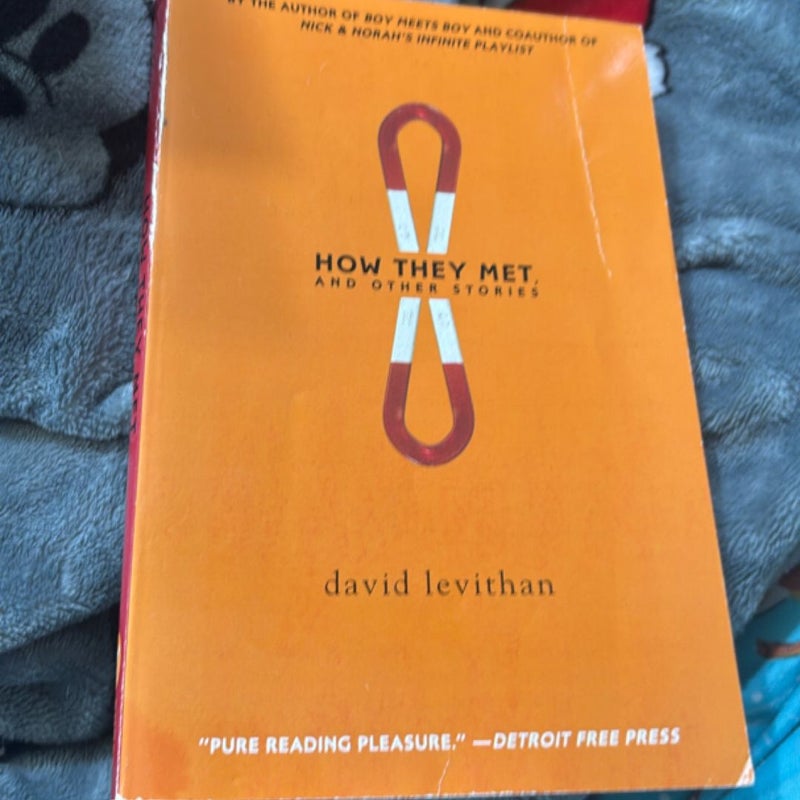 BY THE AUTHOR OF BOY MEETS BOY AND COAUTHOR OF
NICK & NORAH'S INFINITE PLAYLIST
HOW THEY MET,
AND OTHER STORIES
david levithan
"PURE READING PLEASURE." —DETROIT FREE PRESS